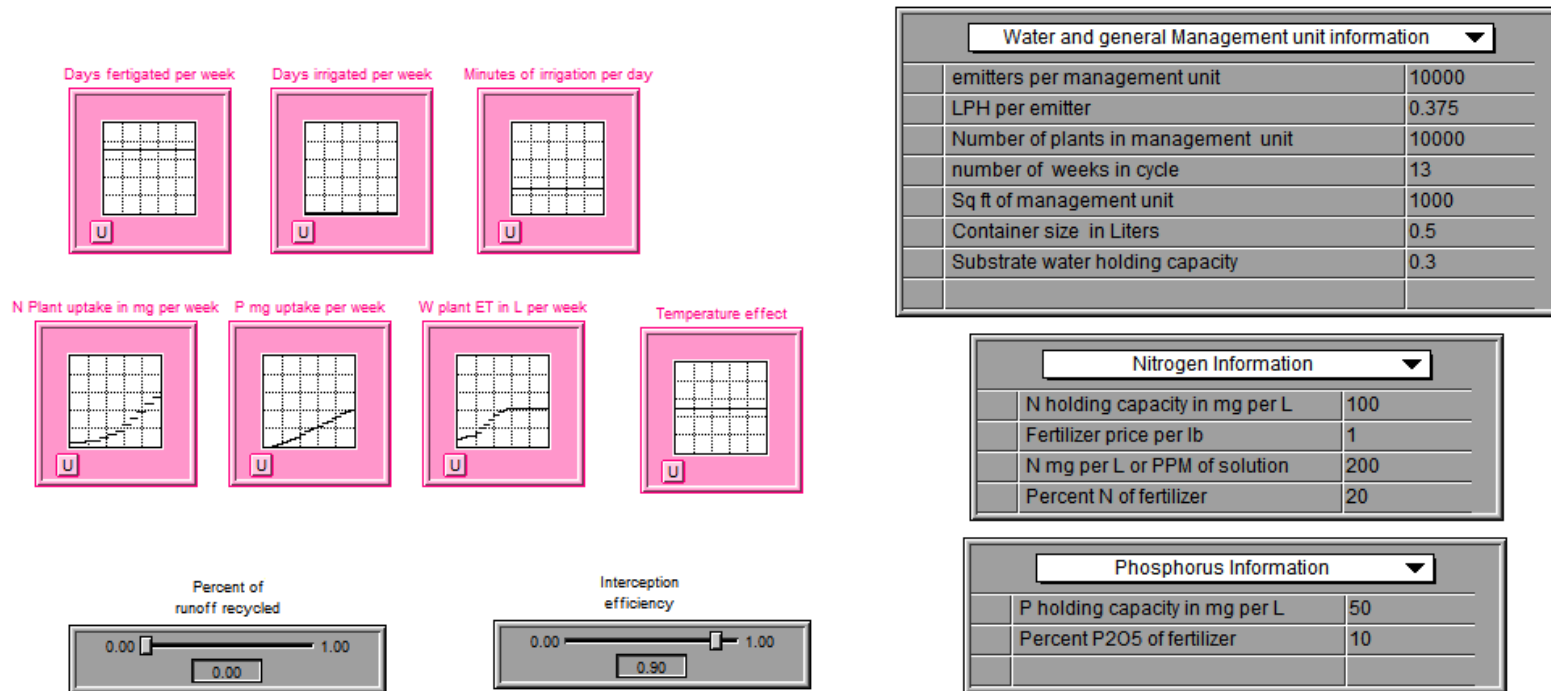 Water and general Management unit information
Days fertigated per week
Days irrigated per week
Minutes of irrigation per day
U
U
U
emitters per management unit 10000
LPH per emitter 0.375
Number of plants in management unit 10000
number of weeks in cycle 13
Sq ft of management unit 1000
Container size in Liters 0.5
Substrate water holding capacity 0.3
N Plant uptake in mg per week
P mg uptake per week
W plant ET in L per week
Temperature effect
U
U
U
U
Nitrogen Information
N holding capacity in mg per L 100
Fertilizer price per lb 1
N mg per L or PPM of solution 200
Percent N of fertilizer 20
Percent of
runoff recycled
0.00 1.00
0.00
Interception
efficiency
0.00 1.00
0.90
Phosphorus Information
P holding capacity in mg per L 50
Percent P2O5 of fertilizer 10